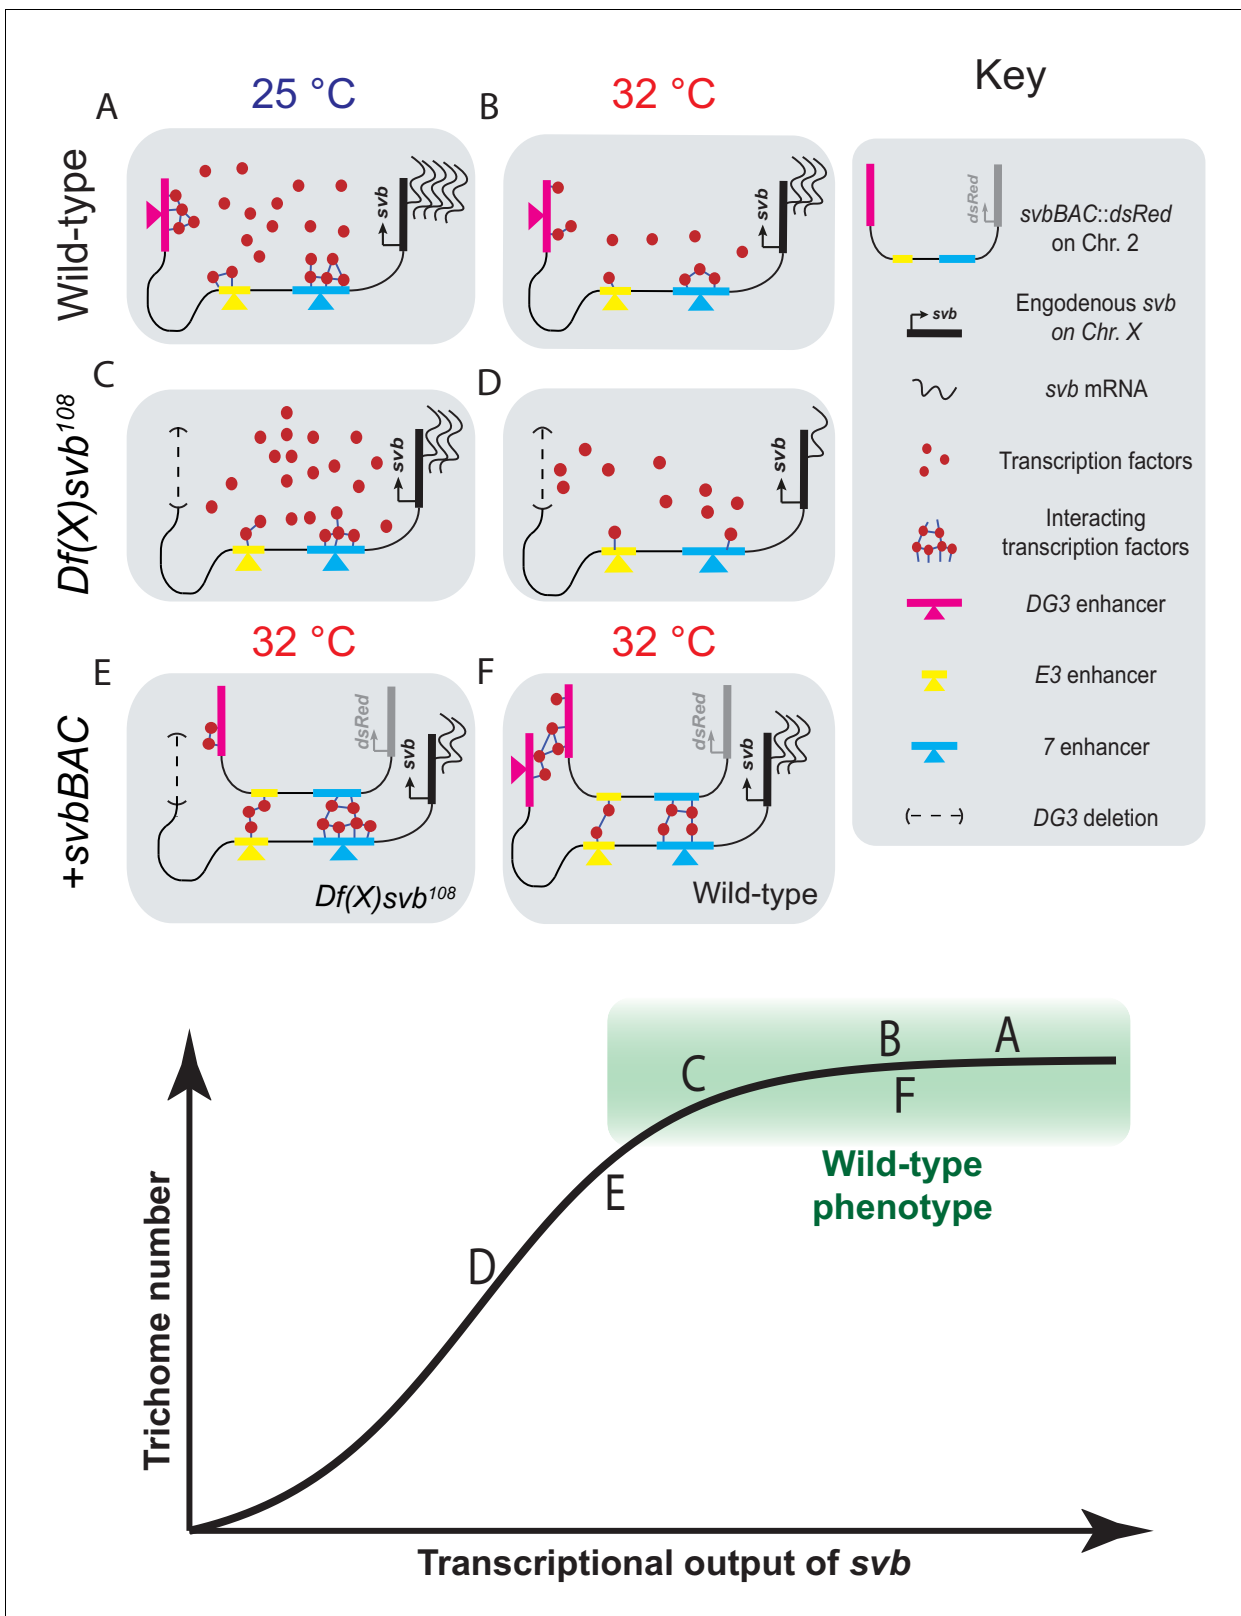 25 °C
32 °C
Key
A
B
Wild-type
svb
svb
dsRed
svbBAC::dsRed
on Chr. 2
svb
Engodenous svb
on Chr. X
svb mRNA
C
D
Df(X)svb108
svb
svb
Transcription factors
Interacting
transcription factors
DG3 enhancer
32 °C
32 °C
E
F
+svbBAC
dsRed
svb
dsRed
svb
E3 enhancer
7 enhancer
DG3 deletion
Df(X)svb108
Wild-type
A
B
C
F
E
D
Wild-type
phenotype
Trichome number
Transcriptional output of svb